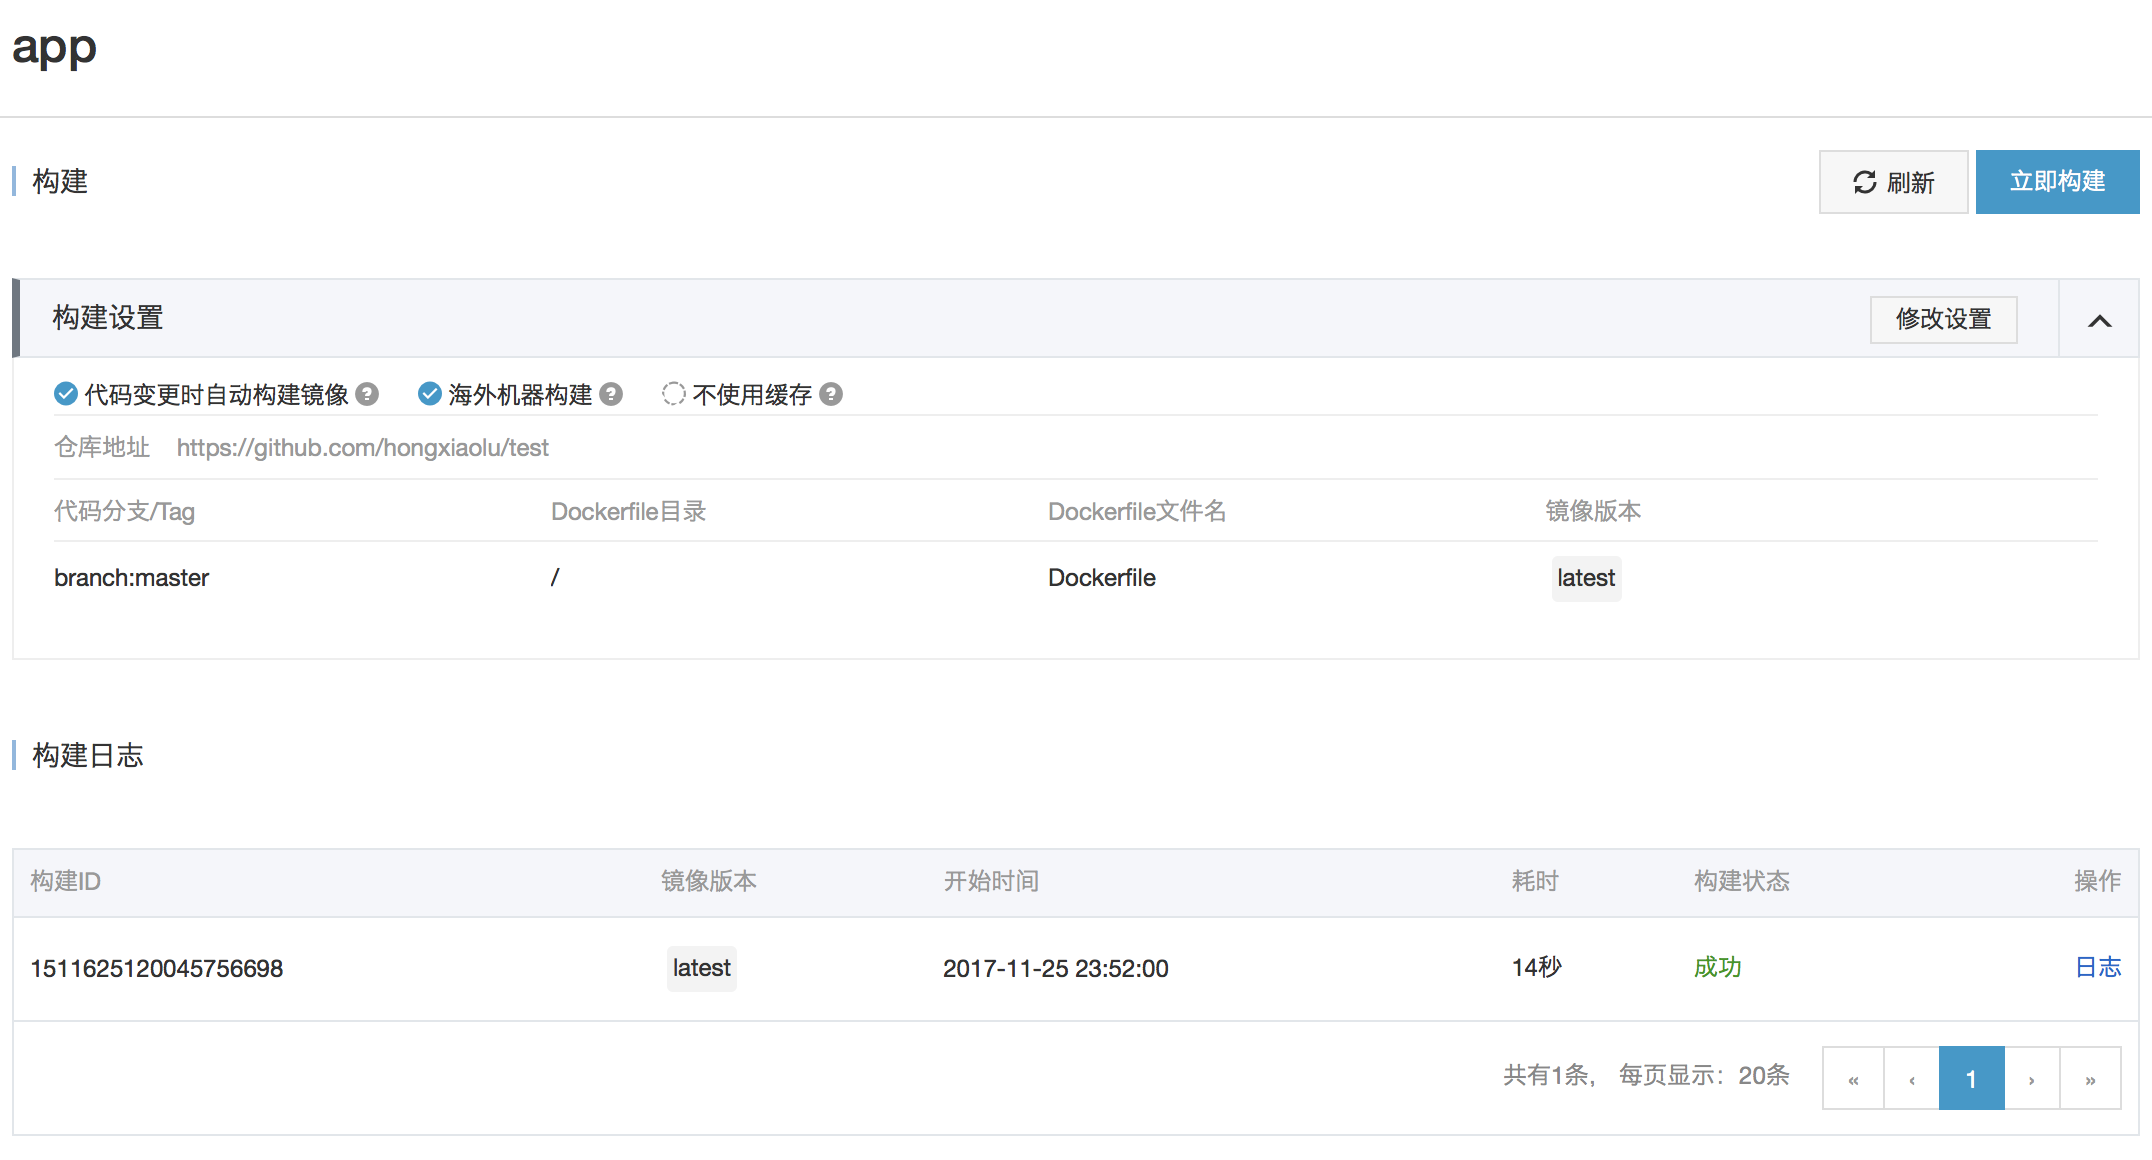 app
构建
刷新
立即构建
构建设置
修改设置
代码变更时自动构建镜像 ? 海外机器构建 ? 不使用缓存 ?
仓库地址 https://github.com/hongxiaolu/test
代码分支/Tag Dockerfile目录 Dockerfile文件名 镜像版本
branch:master / Dockerfile latest
构建日志
构建ID 镜像版本 开始时间 耗时 构建状态 操作
1511625120045756698 latest 2017-11-25 23:52:00 14秒 成功 日志
共有1条, 每页显示：20条 « ‹ 1 › »